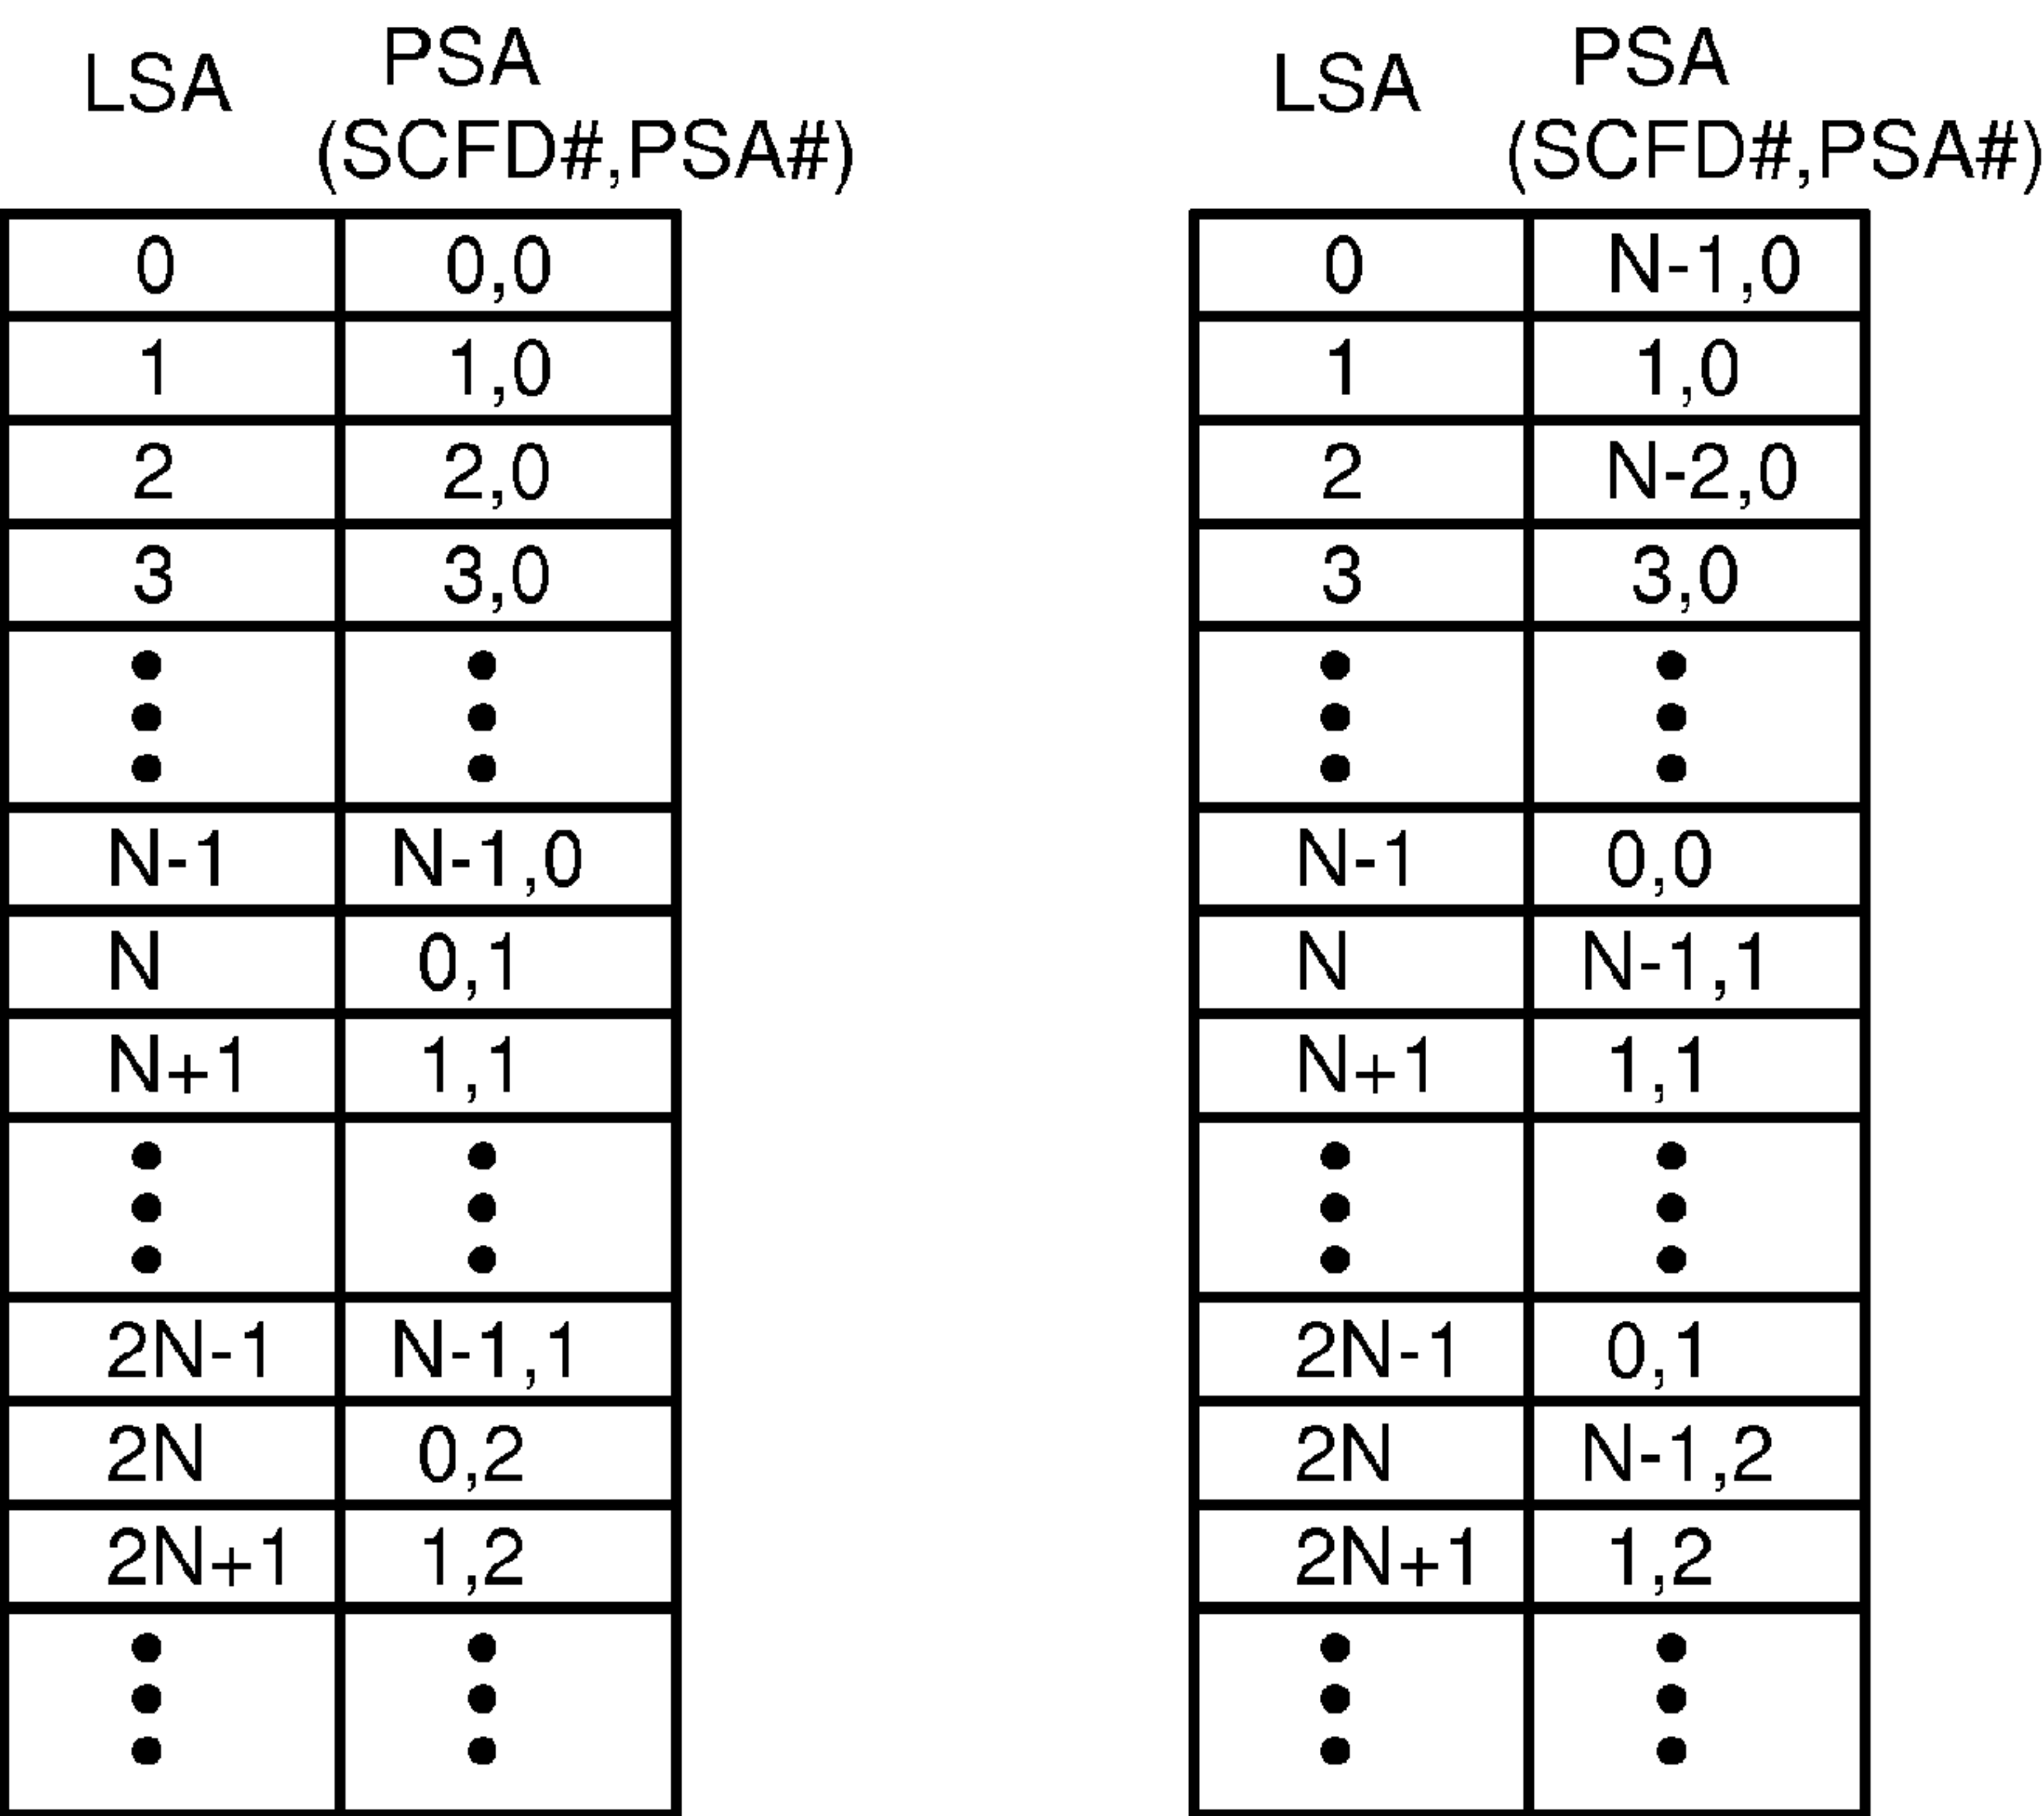 LSA PSA
(SCFD#,PSA#)
0 0,0
1 1,0
2 2,0
3 3,0
N-1 N-1,0
N 0,1
N+1 1,1
2N-1 N-1,1
2N 0,2
2N+1 1,2
LSA PSA
(SCFD#,PSA#)
0 N-1,0
1 1,0
2 N-2,0
3 3,0
N-1 0,0
N N-1,1
N+1 1,1
2N-1 0,1
2N N-1,2
2N+1 1,2